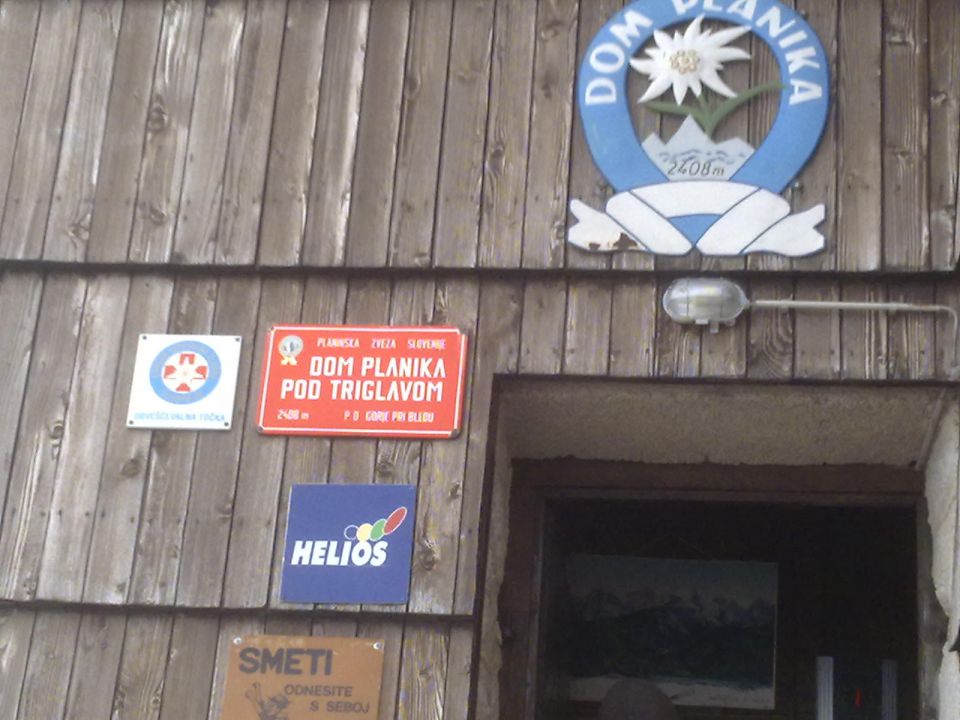 DOM PLANIKA
2408 m
OBVEŠČEVALNA TOČKA
PLANINSKA ZVEZA SLOVENIJE
DOM PLANIKA
POD TRIGLAVOM
2408 m P D GORJE PRI BLEDU
HELIOS
SMETI
ODNESITE
S SEBOJ